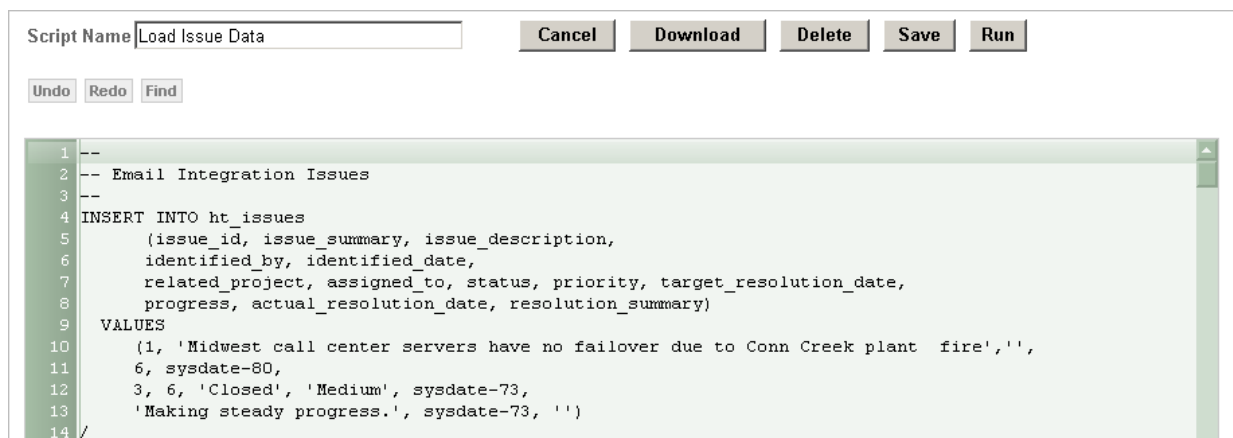 Script Name Load Issue Data Cancel Download Delete Save Run
Undo Redo Find
1 --
2 -- Email Integration Issues
3 --
4 INSERT INTO ht_issues
5 (issue_id, issue_summary, issue_description,
6 identified_by, identified_date,
7 related_project, assigned_to, status, priority, target_resolution_date,
8 progress, actual_resolution_date, resolution_summary)
9 VALUES
10 (1, 'Midwest call center servers have no failover due to Conn Creek plant  fire','',
11 6, sysdate-80,
12 3, 6, 'Closed', 'Medium', sysdate-73,
13 'Making steady progress.', sysdate-73, '')
14 /